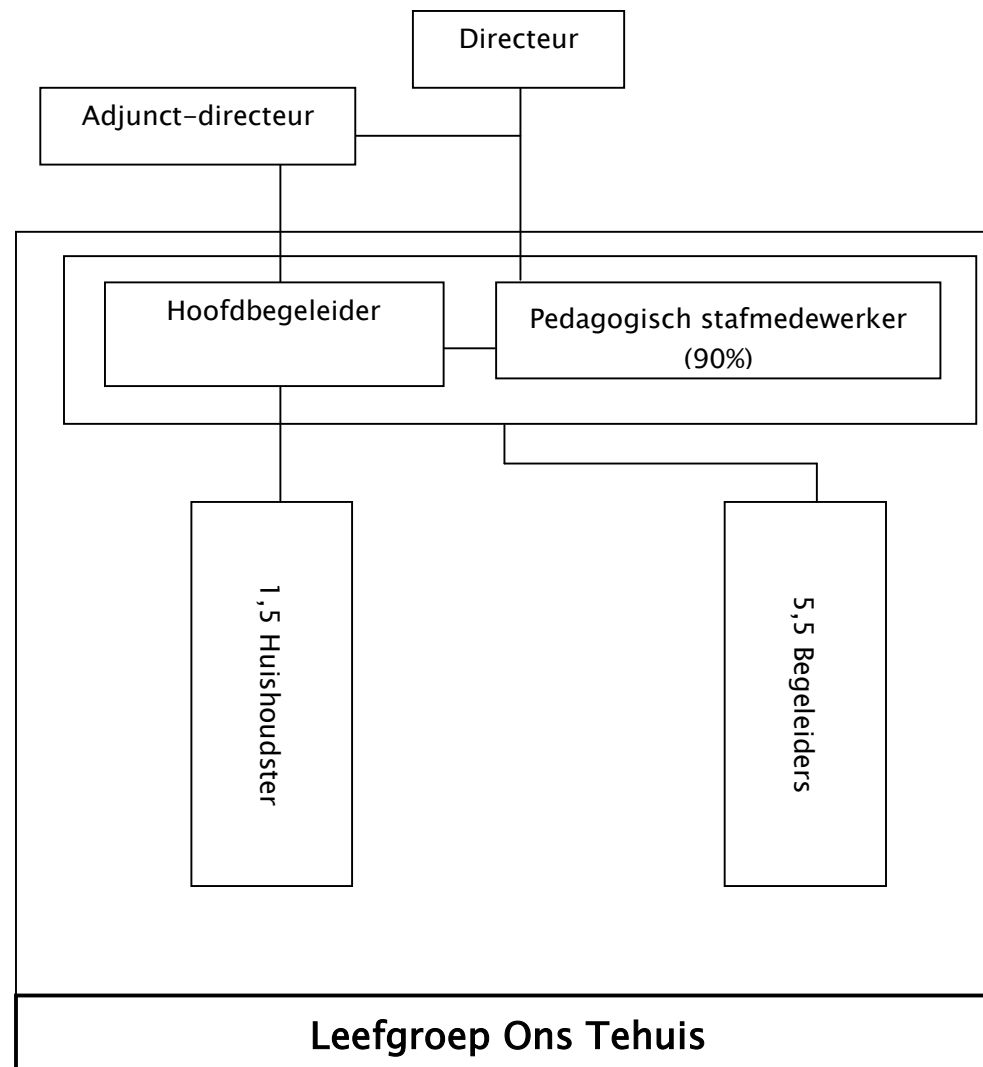 Directeur
Adjunct-directeur
Hoofdbegeleider
Pedagogisch stafmedewerker
(90%)
1,5 Huishoudster
5,5 Begeleiders
Leefgroep Ons Tehuis